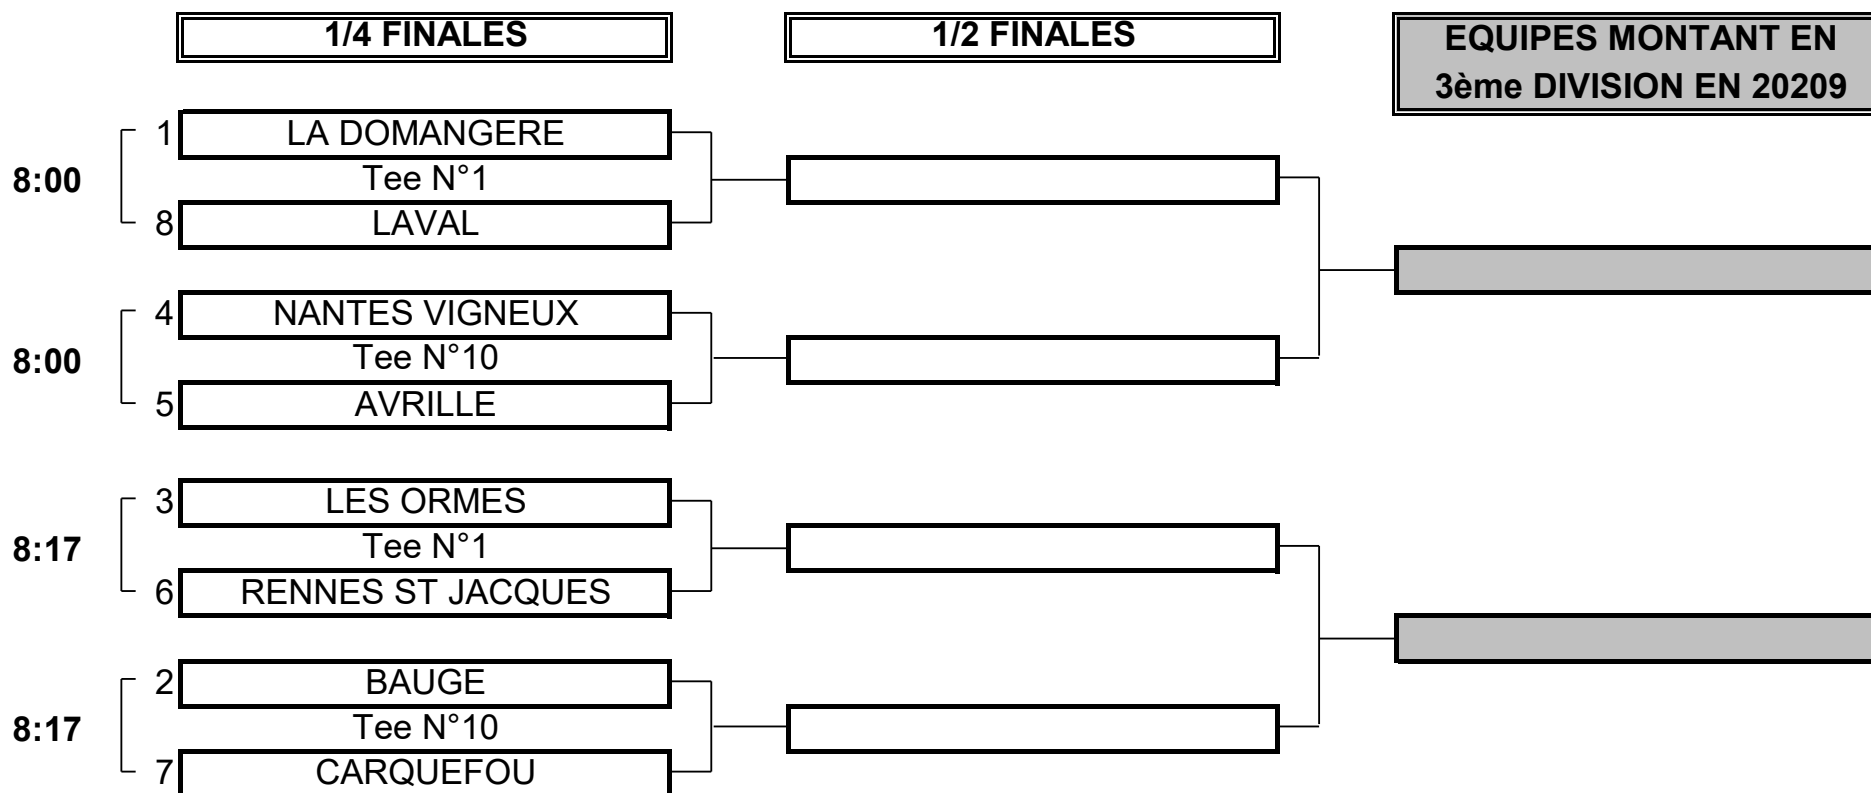 1/4 FINALES
1/2 FINALES
EQUIPES MONTANT EN
3ème DIVISION EN 20209
1 LA DOMANGERE
8:00 Tee N°1
8 LAVAL
4 NANTES VIGNEUX
8:00 Tee N°10
5 AVRILLE
3 LES ORMES
8:17 Tee N°1
6 RENNES ST JACQUES
2 BAUGE
8:17 Tee N°10
7 CARQUEFOU